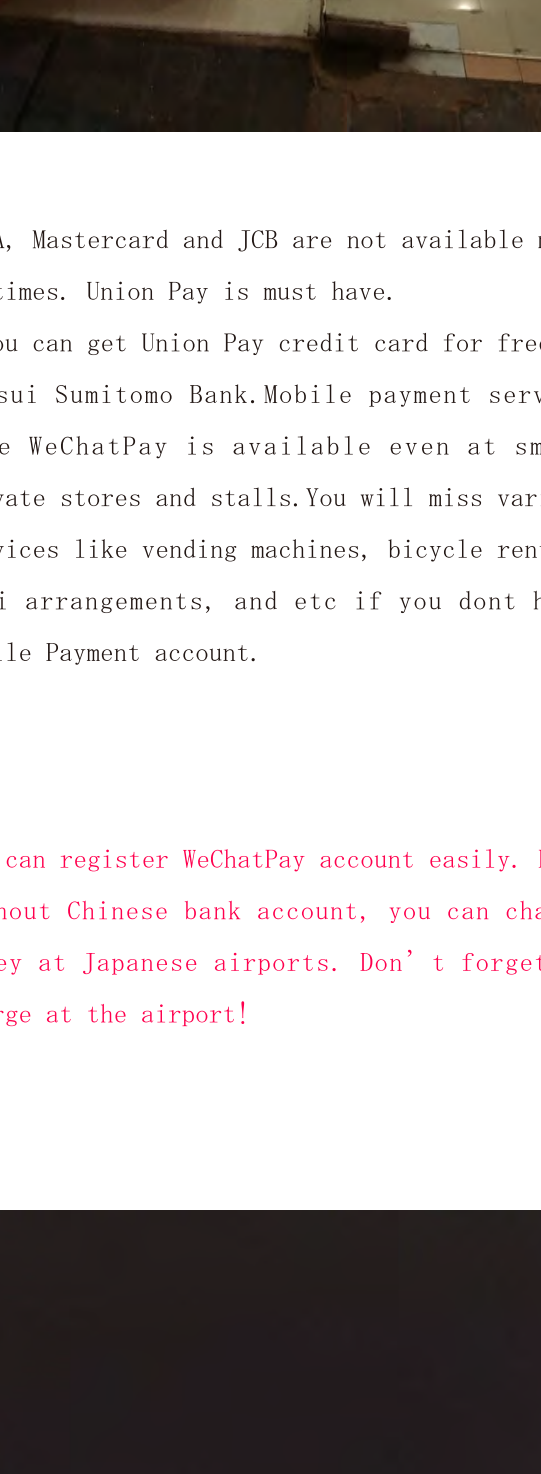 A, Mastercard and JCB are not available
times. Union Pay is must have.
ou can get Union Pay credit card for free
sui Sumitomo Bank.Mobile payment serv
e WeChatPay is available even at sm
vate stores and stalls.You will miss var
vices like vending machines, bicycle ren
i arrangements, and etc if you dont h
ile Payment account.
can register WeChatPay account easily.
hout Chinese bank account, you can cha
ey at Japanese airports. Don’t forget
rge at the airport!